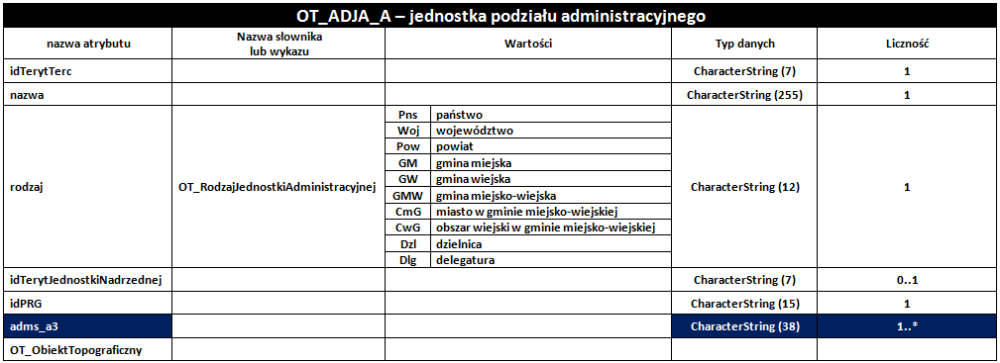 OT_ADJA_A – jednostka podziału administracyjnego
nazwa atrybutu
Nazwa słownika
lub wykazu
Wartości
Typ danych
Liczność
idTerytTerc CharacterString (7) 1
nazwa CharacterString (255) 1
rodzaj OT_RodzajJednostkiAdministracyjnej
Pns państwo
Woj województwo
Pow powiat
GM gmina miejska
GW gmina wiejska
GMW gmina miejsko-wiejska
CmG miasto w gminie miejsko-wiejskiej
CwG obszar wiejski w gminie miejsko-wiejskiej
Dzl dzielnica
Dlg delegatura
CharacterString (12) 1
idTerytJednostkiNadrzednej CharacterString (7) 0..1
idPRG CharacterString (15) 1
adms_a3 CharacterString (38) 1..*
OT_ObiektTopograficzny